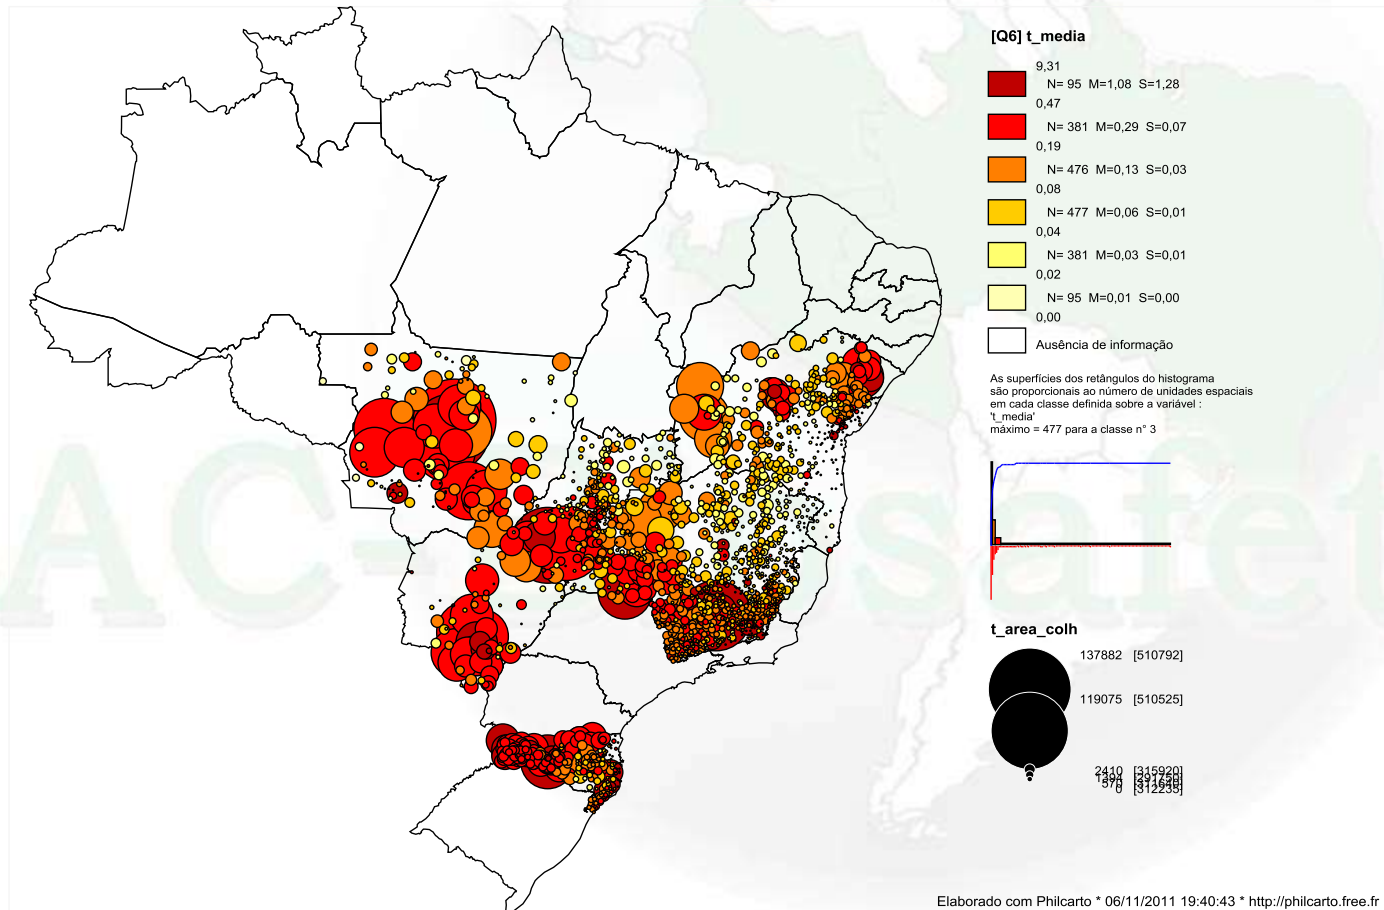 [Q6] t_media
9,31
N= 95 M=1,08 S=1,28
0,47
N= 381 M=0,29 S=0,07
0,19
N= 476 M=0,13 S=0,03
0,08
N= 477 M=0,06 S=0,01
0,04
N= 381 M=0,03 S=0,01
0,02
N= 95 M=0,01 S=0,00
0,00
Ausência de informação
As superfícies dos retângulos do histograma
são proporcionais ao número de unidades espaciais
em cada classe definida sobre a variável :
't_media'
máximo = 477 para a classe n° 3
t_area_colh
137882 [510792]
119075 [510525]
2410 [315920]
1394
0 [312235]
Elaborado com Philcarto * 06/11/2011 19:40:43 * http://philcarto.free.fr